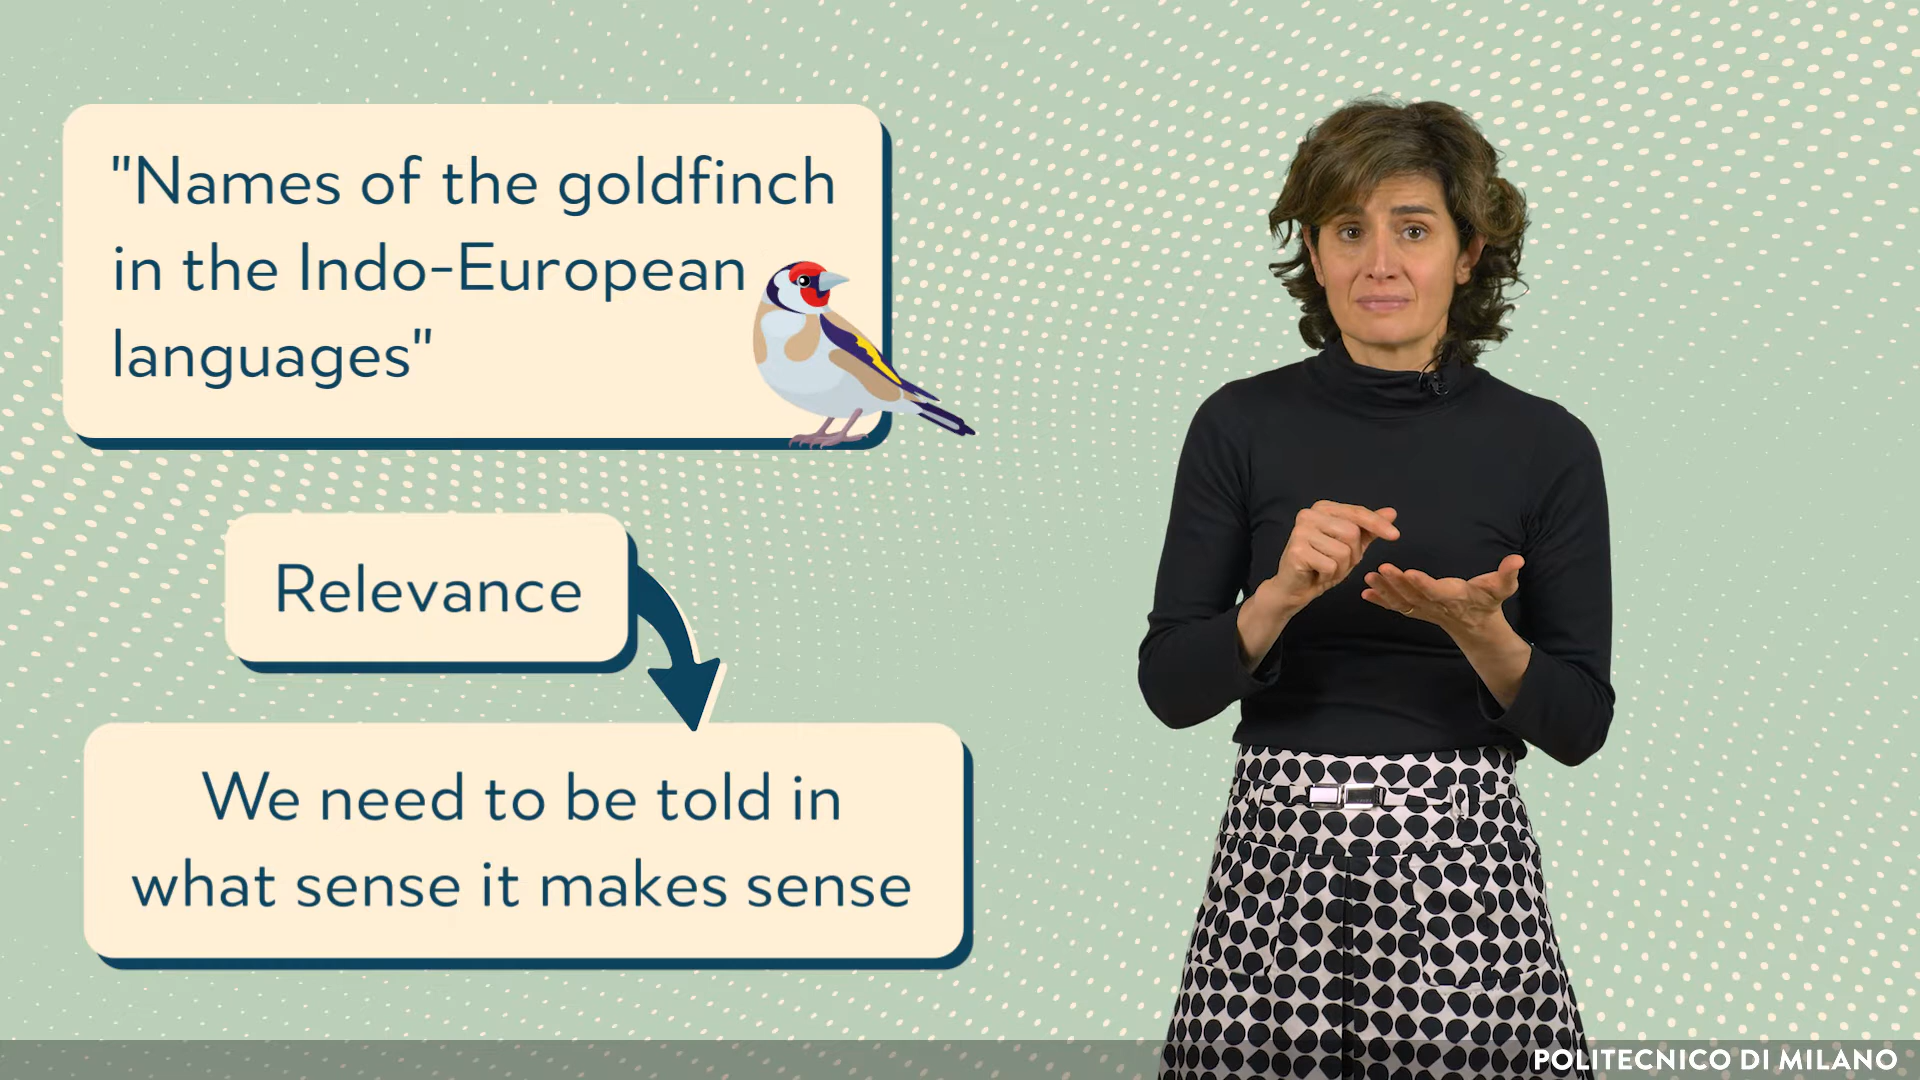 "Names of the goldfinch
in the Indo-European
languages"
Relevance
We need to be told in
what sense it makes sense
POLITECNICO DI MILANO